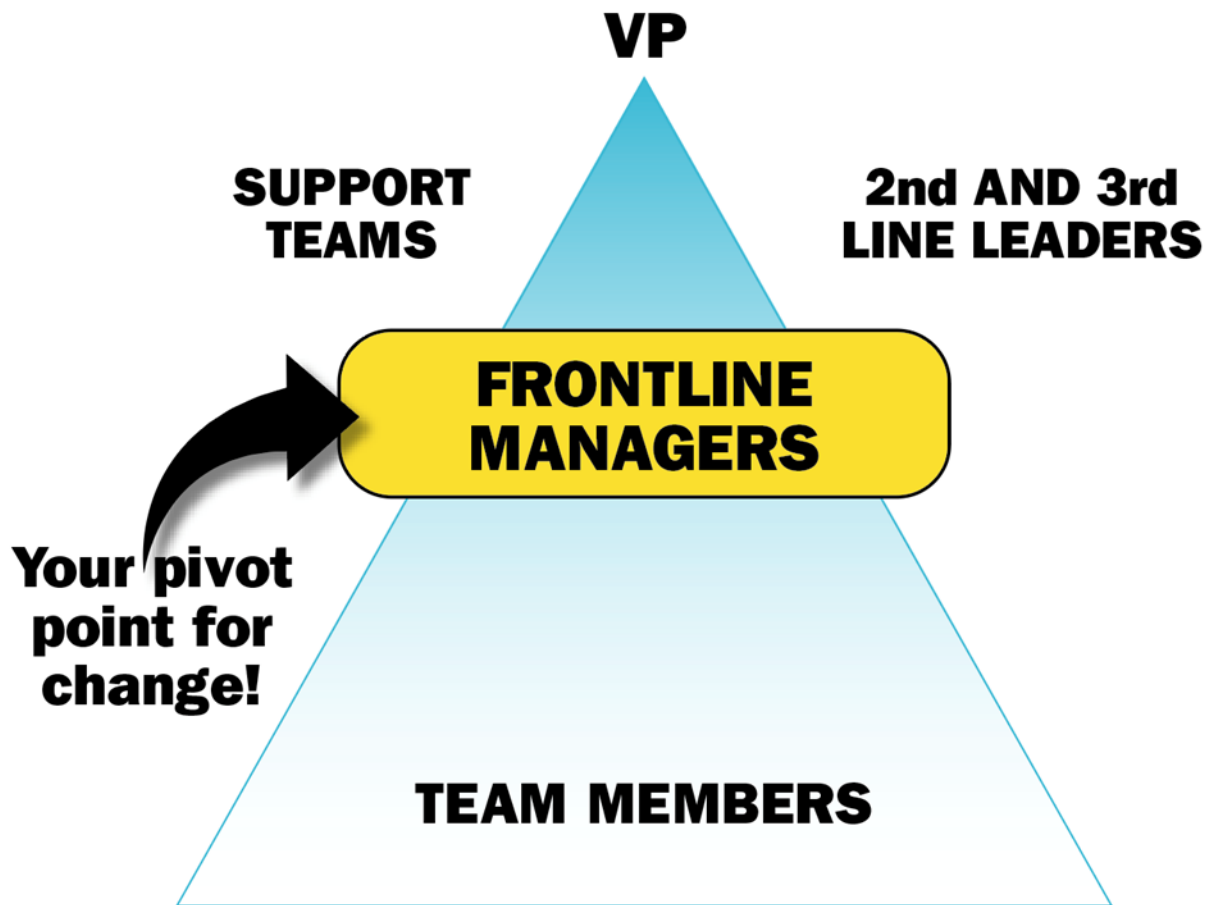 VP
SUPPORT
TEAMS
2nd AND 3rd
LINE LEADERS
FRONTLINE
MANAGERS
Your pivot
point for
change!
TEAM MEMBERS